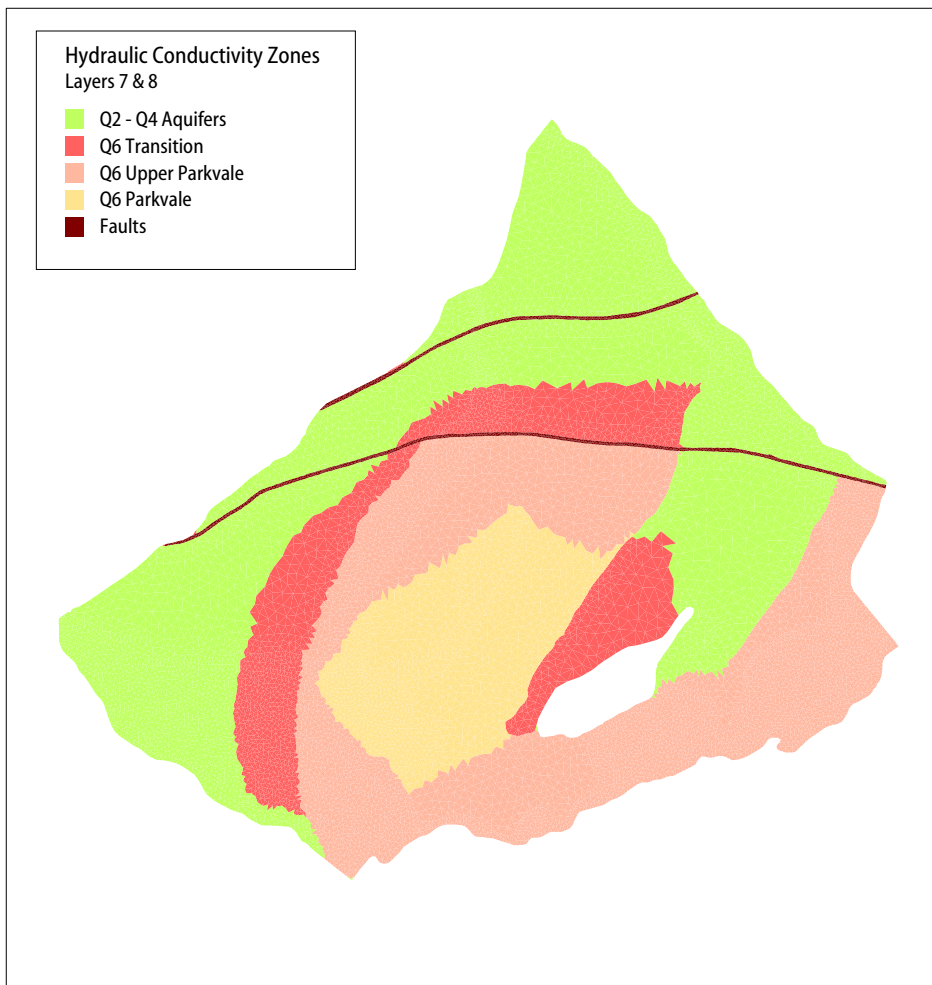 Hydraulic Conductivity Zones
Layers 7 & 8
Q2 - Q4 Aquifers
Q6 Transition
Q6 Upper Parkvale
Q6 Parkvale
Faults